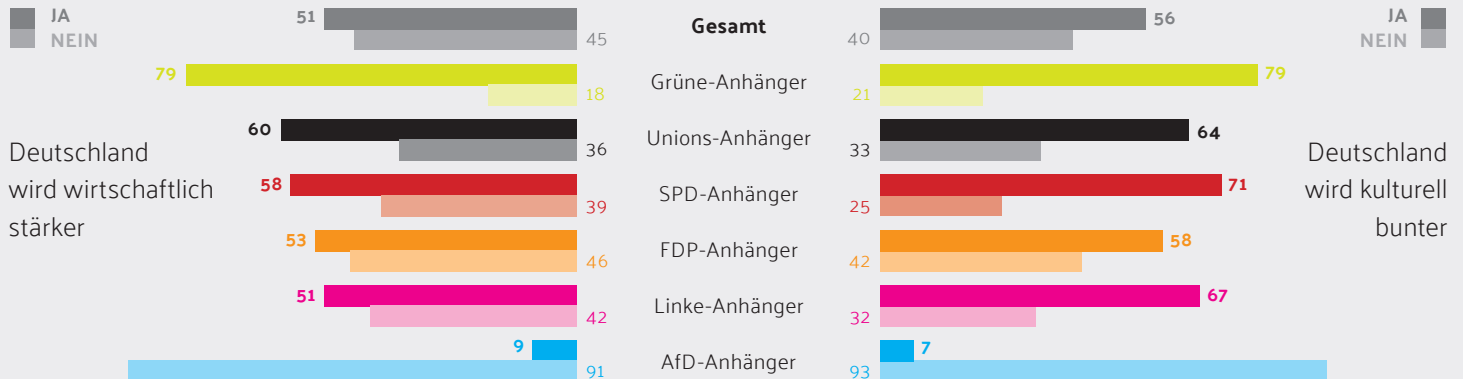 JA
NEIN
51
45
Gesamt
40
56
JA
NEIN
79
18
Grüne-Anhänger
21
79
60
36
Unions-Anhänger
33
64
Deutschland
wird wirtschaftlich
stärker
58
39
SPD-Anhänger
25
71
Deutschland
wird kulturell
bunter
53
46
FDP-Anhänger
42
58
51
42
Linke-Anhänger
32
67
9
91
AfD-Anhänger
93
7